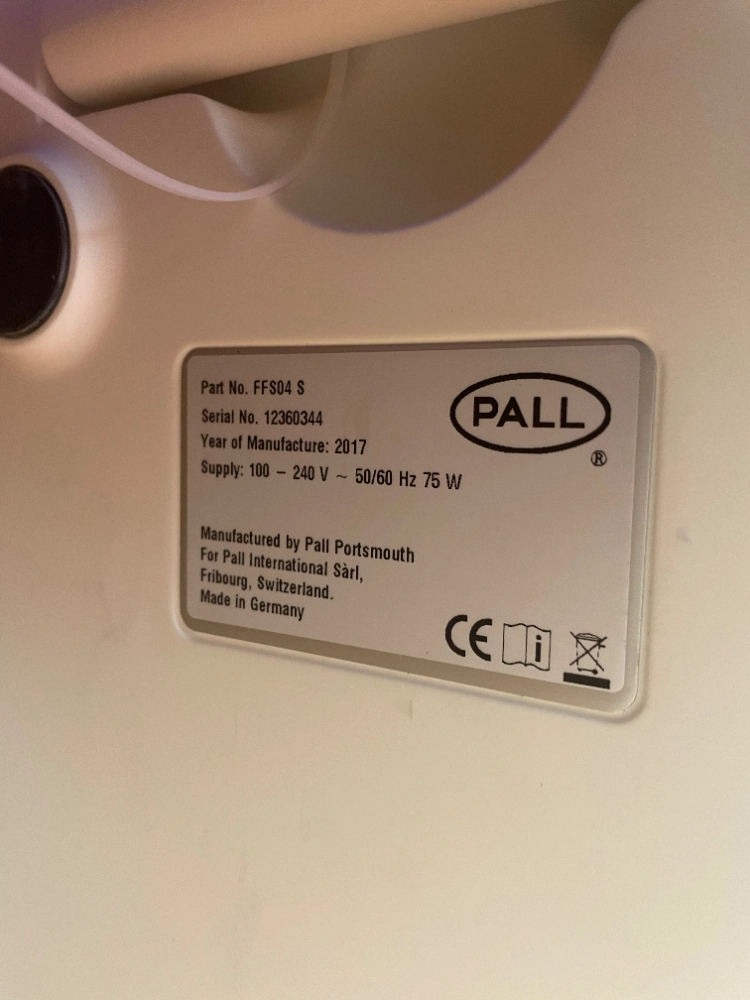 Part No. FFS04 S
Serial No. 12360344
Year of Manufacture: 2017
Supply: 100 – 240 V ~ 50/60 Hz 75 W
PALL
®
Manufactured by Pall Portsmouth
For Pall International Sàrl,
Fribourg, Switzerland.
Made in Germany
CE
i